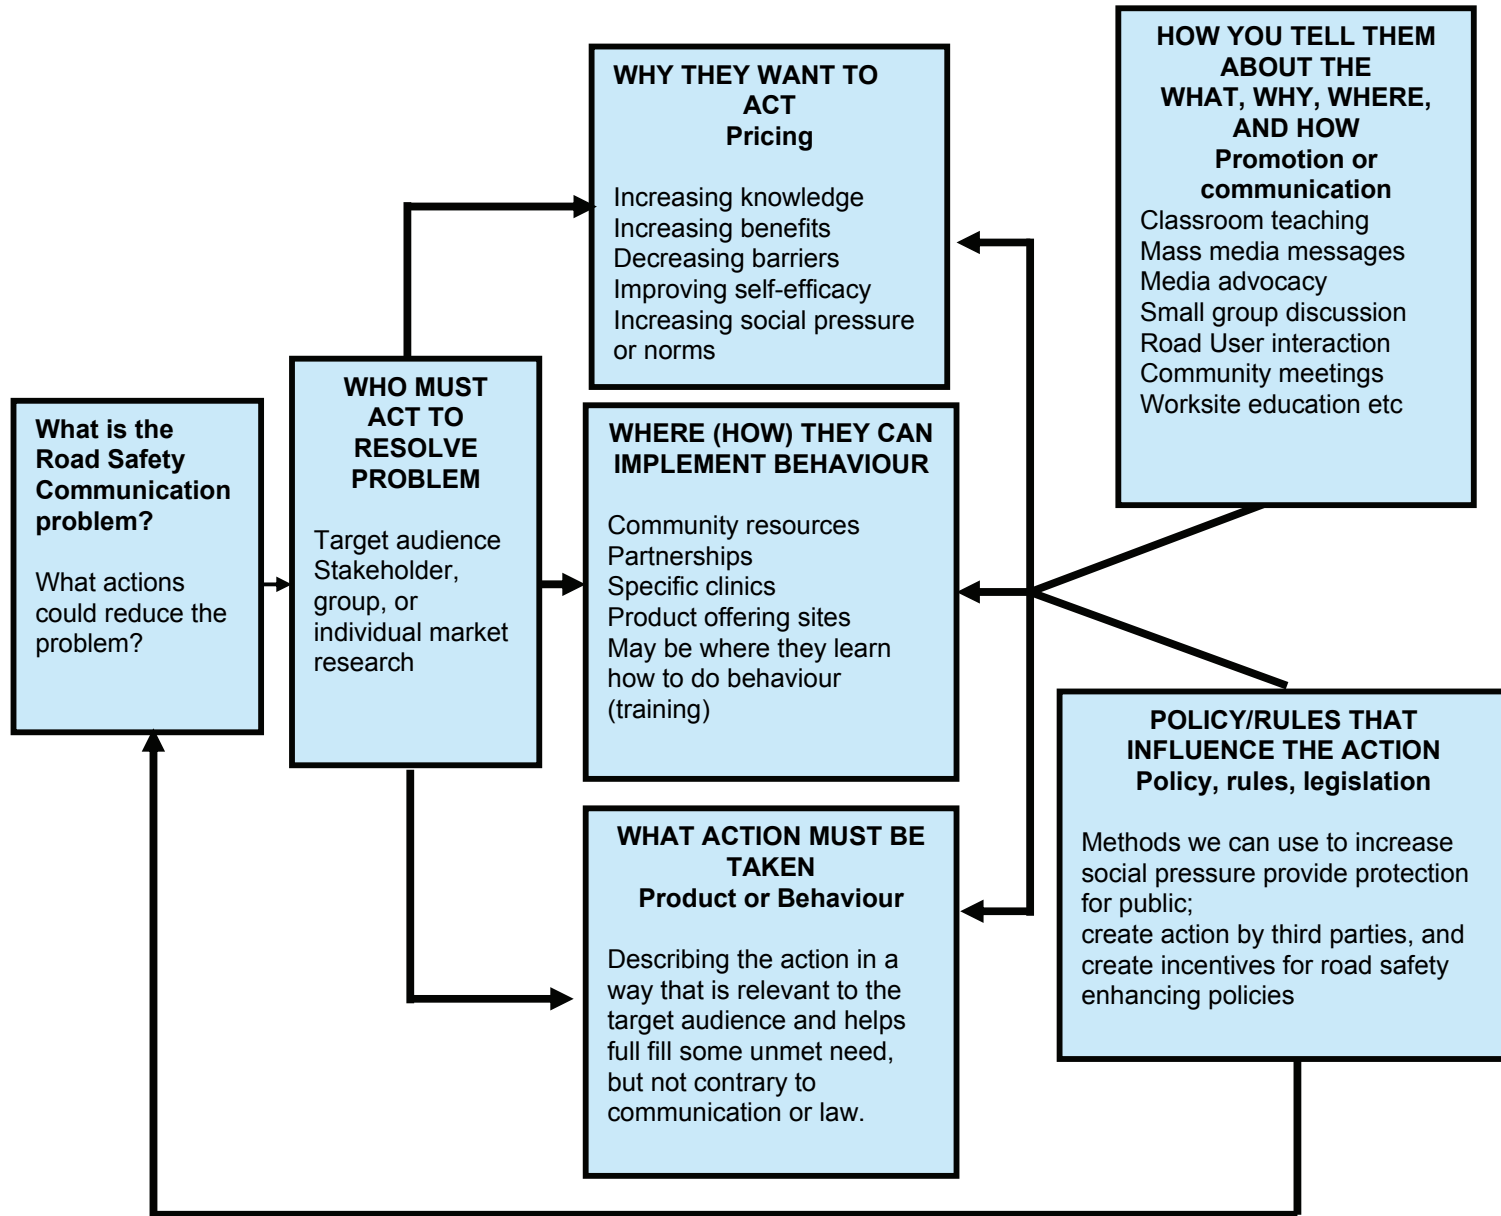 What is the
Road Safety
Communication
problem?
What actions
could reduce the
problem?
WHO MUST
ACT TO
RESOLVE
PROBLEM
Target audience
Stakeholder,
group, or
individual market
research
WHY THEY WANT TO
ACT
Pricing
Increasing knowledge
Increasing benefits
Decreasing barriers
Improving self-efficacy
Increasing social pressure
or norms
WHERE (HOW) THEY CAN
IMPLEMENT BEHAVIOUR
Community resources
Partnerships
Specific clinics
Product offering sites
May be where they learn
how to do behaviour
(training)
WHAT ACTION MUST BE
TAKEN
Product or Behaviour
Describing the action in a
way that is relevant to the
target audience and helps
full fill some unmet need,
but not contrary to
communication or law.
HOW YOU TELL THEM
ABOUT THE
WHAT, WHY, WHERE,
AND HOW
Promotion or
communication
Classroom teaching
Mass media messages
Media advocacy
Small group discussion
Road User interaction
Community meetings
Worksite education etc
POLICY/RULES THAT
INFLUENCE THE ACTION
Policy, rules, legislation
Methods we can use to increase
social pressure provide protection
for public;
create action by third parties, and
create incentives for road safety
enhancing policies